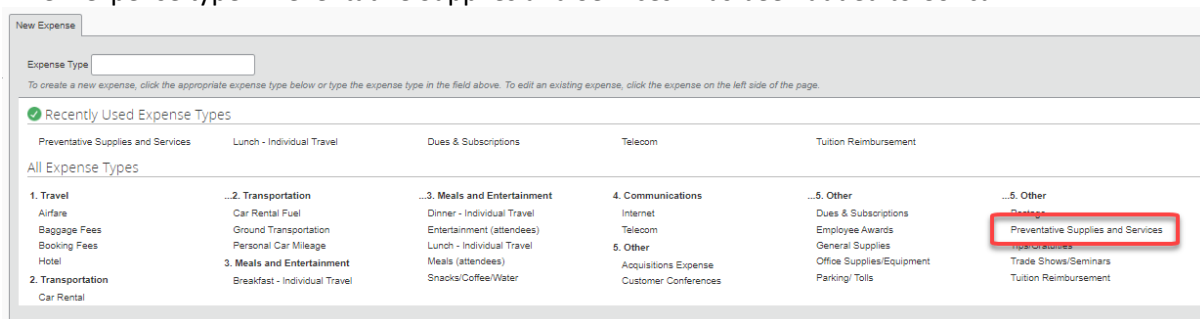 New Expense
Expense Type
To create a new expense, click the appropriate expense type below or type the expense type in the field above. To edit an existing expense, click the expense on the left side of the page.
Recently Used Expense Types
Preventative Supplies and Services Lunch - Individual Travel Dues & Subscriptions Telecom Tuition Reimbursement
All Expense Types
1. Travel ...2. Transportation ...3. Meals and Entertainment 4. Communications ...5. Other ...5. Other
Airfare Car Rental Fuel Dinner - Individual Travel Internet Dues & Subscriptions Postage
Baggage Fees Ground Transportation Entertainment (attendees) Telecom Employee Awards Preventative Supplies and Services
Booking Fees Personal Car Mileage Lunch - Individual Travel 5. Other General Supplies Tips/Gratuities
Hotel 3. Meals and Entertainment Meals (attendees) Acquisitions Expense Office Supplies/Equipment Trade Shows/Seminars
2. Transportation Breakfast - Individual Travel Snacks/Coffee/Water Customer Conferences Parking/ Tolls Tuition Reimbursement
Car Rental